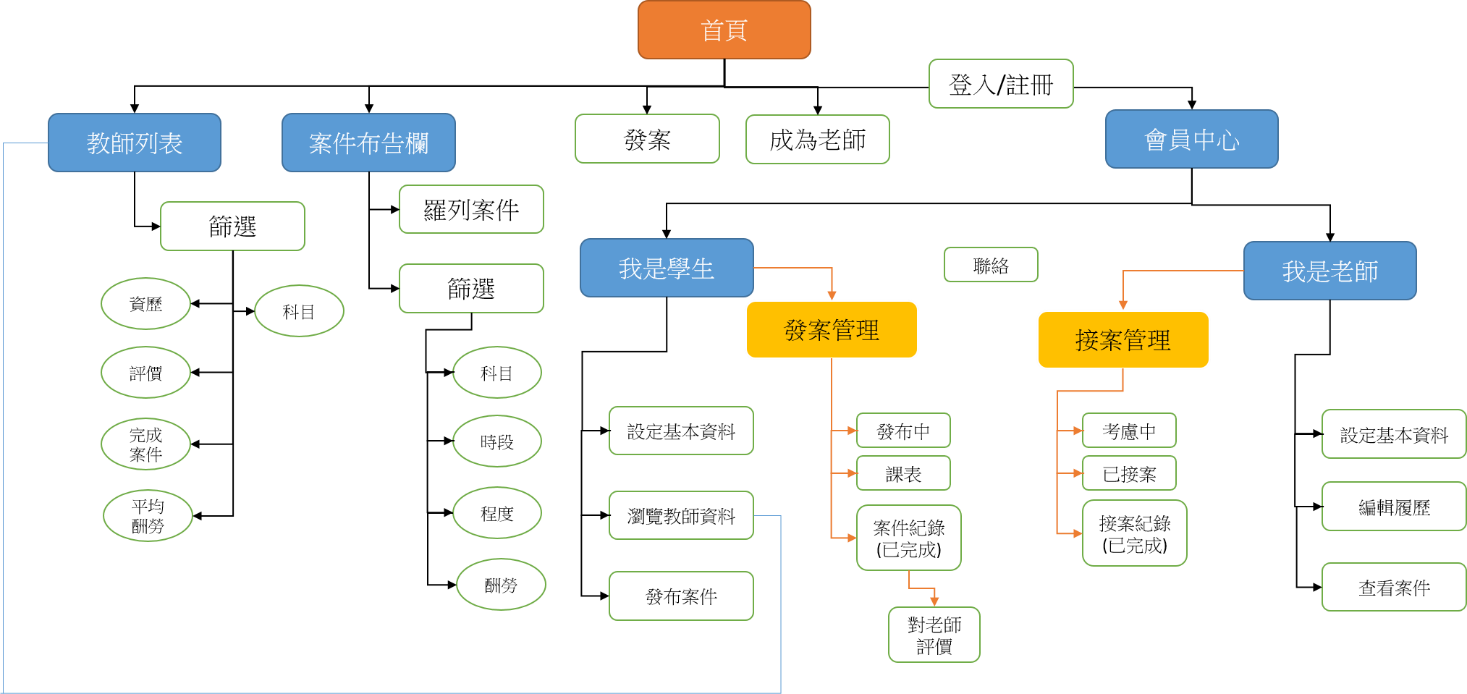 首頁
登入/註冊
教師列表
案件布告欄
發案
成為老師
會員中心
篩選
資歷
科目
評價
完成
案件
平均
酬勞
羅列案件
篩選
科目
時段
程度
酬勞
我是學生
發案管理
設定基本資料
瀏覽教師資料
發布案件
發布中
課表
案件紀錄
(已完成)
對老師
評價
聯絡
我是老師
接案管理
考慮中
已接案
接案紀錄
(已完成)
設定基本資料
編輯履歷
查看案件